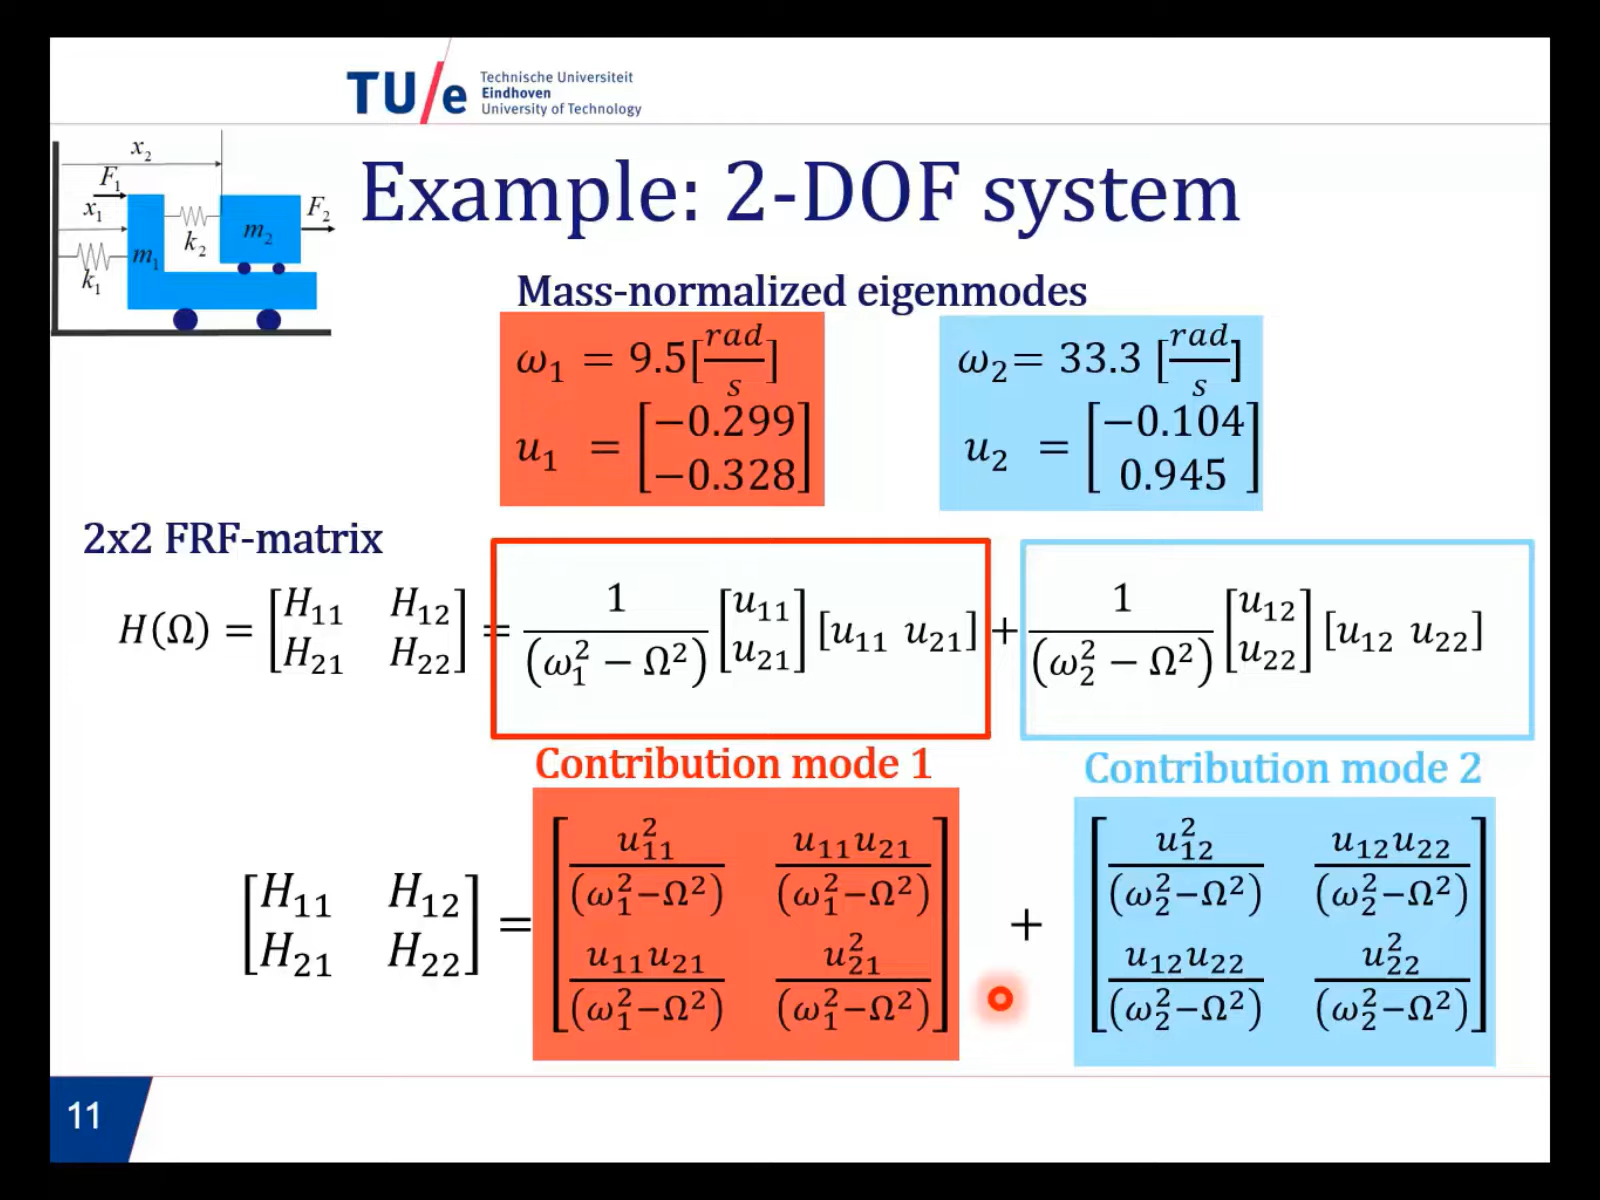 TU/e Technische Universiteit
Eindhoven
University of Technology
x₂
F₁
x₁
F₂
k₂
m₂
m₁
k₁
Example: 2-DOF system
Mass-normalized eigenmodes
ω₁ = 9.5[rad/s]
u₁ = [−0.299
−0.328]
ω₂= 33.3 [rad/s]
u₂ = [−0.104
0.945]
2x2 FRF-matrix
H(Ω) = [H₁₁ H₁₂; H₂₁ H₂₂] = 1/(ω₁² − Ω²) [u₁₁; u₂₁] [u₁₁ u₂₁] + 1/(ω₂² − Ω²) [u₁₂; u₂₂] [u₁₂ u₂₂]
Contribution mode 1
Contribution mode 2
[H₁₁ H₁₂; H₂₁ H₂₂] = [u₁₁²/(ω₁²−Ω²) u₁₁u₂₁/(ω₁²−Ω²); u₁₁u₂₁/(ω₁²−Ω²) u₂₁²/(ω₁²−Ω²)] + [u₁₂²/(ω₂²−Ω²) u₁₂u₂₂/(ω₂²−Ω²); u₁₂u₂₂/(ω₂²−Ω²) u₂₂²/(ω₂²−Ω²)]
11